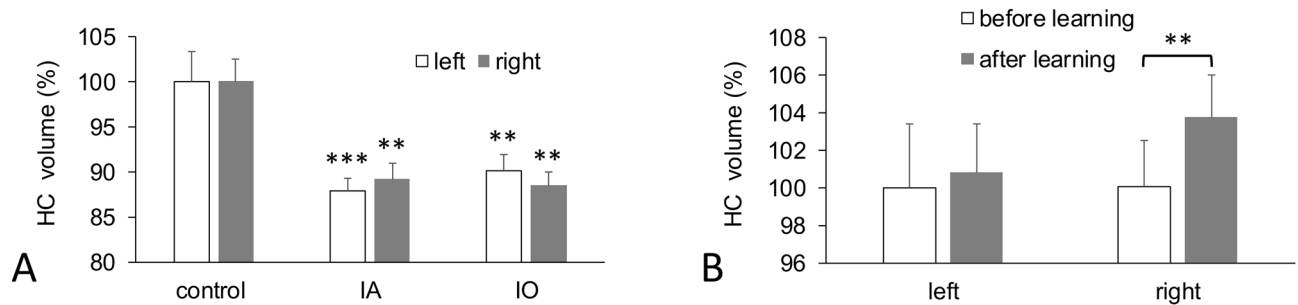 105
100
95
90
85
80
HC volume (%)
left right
*** ** ** **
control IA IO
A
before learning
after learning
**
108
106
104
102
100
98
96
HC volume (%)
left right
B